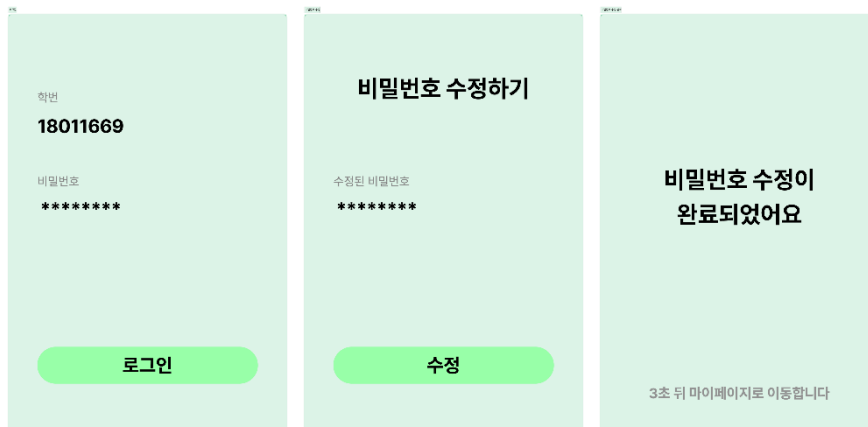 학번
18011669
비밀번호
********
로그인
비밀번호 수정하기
수정된 비밀번호
********
수정
비밀번호 수정이
완료되었어요
3초 뒤 마이페이지로 이동합니다